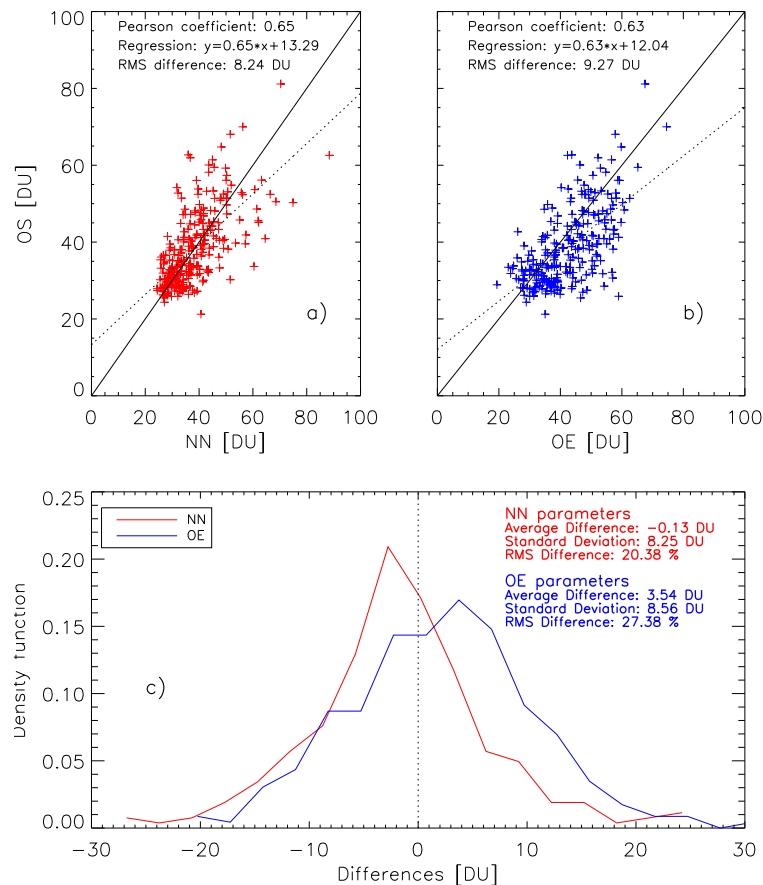 Pearson coefficient: 0.65
Regression: y=0.65*x+13.29
RMS difference: 8.24 DU
100
80
60
40
20
0
OS [DU]
a)
0 20 40 60 80 100
NN [DU]
Pearson coefficient: 0.63
Regression: y=0.63*x+12.04
RMS difference: 9.27 DU
b)
0 20 40 60 80 100
OE [DU]
0.25
0.20
0.15
0.10
0.05
0.00
Density function
NN
OE
c)
NN parameters
Average Difference: -0.13 DU
Standard Deviation: 8.25 DU
RMS Difference: 20.38 %
OE parameters
Average Difference: 3.54 DU
Standard Deviation: 8.56 DU
RMS Difference: 27.38 %
-30 -20 -10 0 10 20 30
Differences [DU]